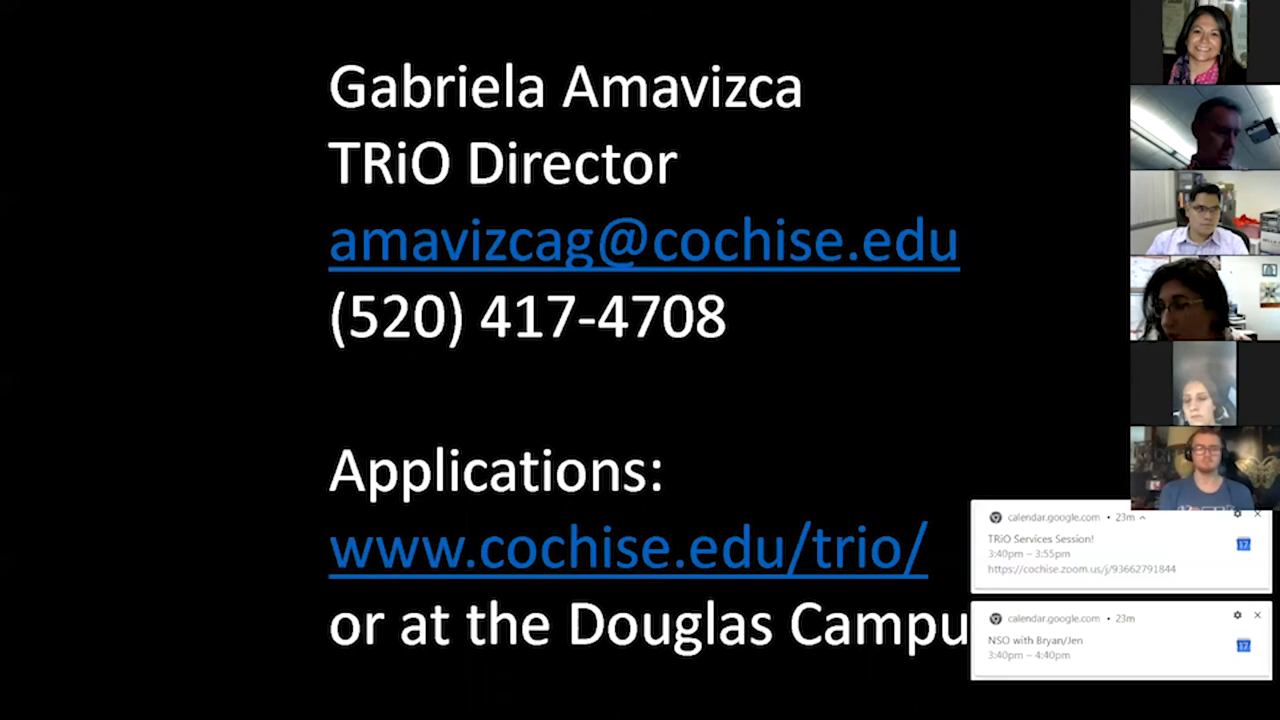 Gabriela Amavizca
TRiO Director
amavizcag@cochise.edu
(520) 417-4708
Applications:
www.cochise.edu/trio/
or at the Douglas Campu
calendar.google.com • 23m
TRiO Services Session!
3:40pm – 3:55pm
https://cochise.zoom.us/j/93662791844
calendar.google.com • 23m
NSO with Bryan/Jen
3:40pm – 4:40pm